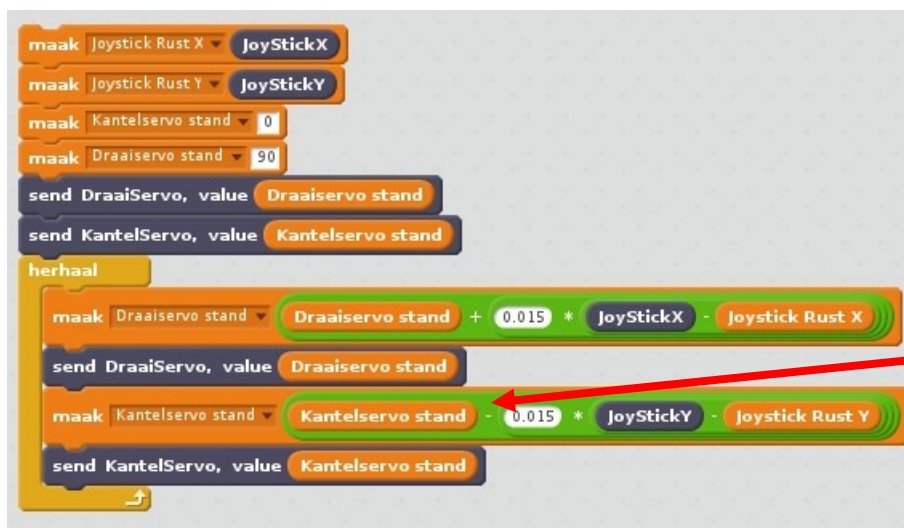 maak Joystick Rust X JoyStickX
maak Joystick Rust Y JoyStickY
maak Kantelservo stand 0
maak Draaiservo stand 90
send DraaiServo, value Draaiservo stand
send KantelServo, value Kantelservo stand
herhaal
maak Draaiservo stand Draaiservo stand + 0.015 * JoyStickX - Joystick Rust X
send DraaiServo, value Draaiservo stand
maak Kantelservo stand Kantelservo stand - 0.015 * JoyStickY - Joystick Rust Y
send KantelServo, value Kantelservo stand